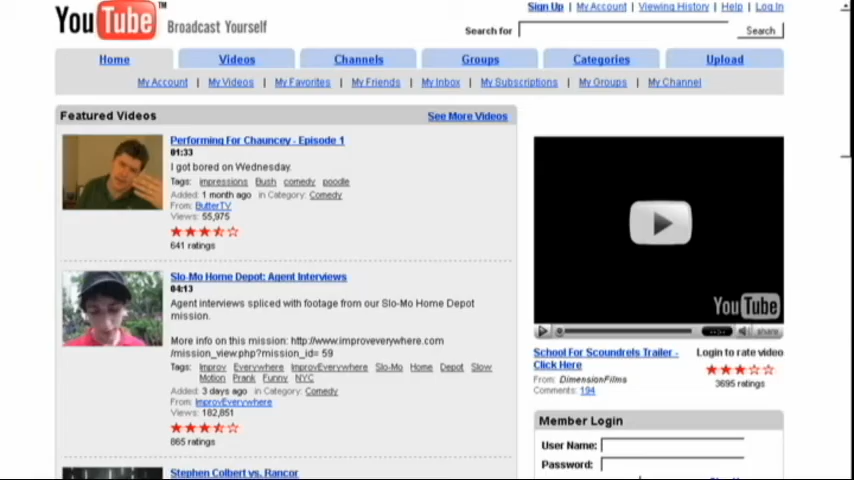 YouTube™ Broadcast Yourself
Sign Up | My Account | Viewing History | Help | Log In
Search for Search
Home Videos Channels Groups Categories Upload
My Account | My Videos | My Favorites | My Friends | My Inbox | My Subscriptions | My Groups | My Channel
Featured Videos See More Videos
Performing For Chauncey - Episode 1
01:33
I got bored on Wednesday.
Tags: impressions Bush comedy poodle
Added: 1 month ago in Category: Comedy
From: ButterTV
Views: 55,975
641 ratings
Slo-Mo Home Depot: Agent Interviews
04:13
Agent interviews spliced with footage from our Slo-Mo Home Depot
mission.
More info on this mission: http://www.improveverywhere.com
/mission_view.php?mission_id= 59
Tags: Improv Everywhere ImprovEverywhere Slo-Mo Home Depot Slow
Motion Prank Funny NYC
Added: 3 days ago in Category: Comedy
From: ImprovEverywhere
Views: 182,851
865 ratings
Stephen Colbert vs. Rancor
YouTube
share
School For Scoundrels Trailer -
Click Here
From: DimensionFilms
Comments: 194
Login to rate video
3695 ratings
Member Login
User Name:
Password: